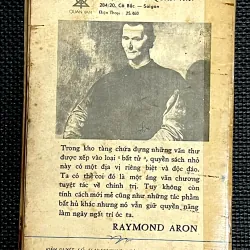 204/20, Cô Bắc — Saigon
Điện Thoại : 25.461
Trong kho tàng chứa đựng những văn thư
được xếp vào loại « bất tử », quyển sách nhỏ
này có một địa vị riêng biệt và độc đáo.
Ta có thể coi đó là một áng văn chương
tuyệt tác về chính trị. Tuy không còn
tính cách mới mẻ cũng như những tác phẩm
bất hủ khác nhưng nó vẫn giữ quyền năng
làm ngây ngất trí óc ta.
RAYMOND ARON